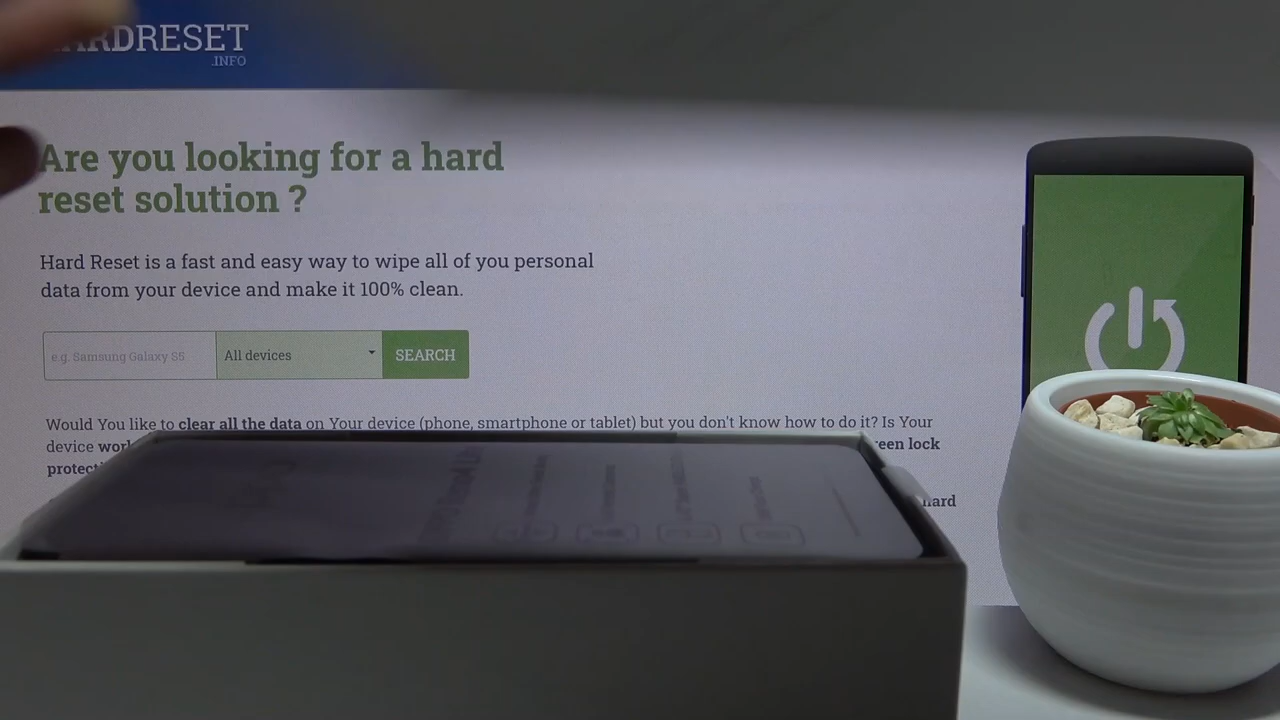 HARDRESET
.INFO
Are you looking for a hard
reset solution ?
Hard Reset is a fast and easy way to wipe all of you personal
data from your device and make it 100% clean.
e.g. Samsung Galaxy S5
All devices
SEARCH
Would You like to clear all the data on Your device (phone, smartphone or tablet) but you don't know how to do it? Is Your
device een lock
hard